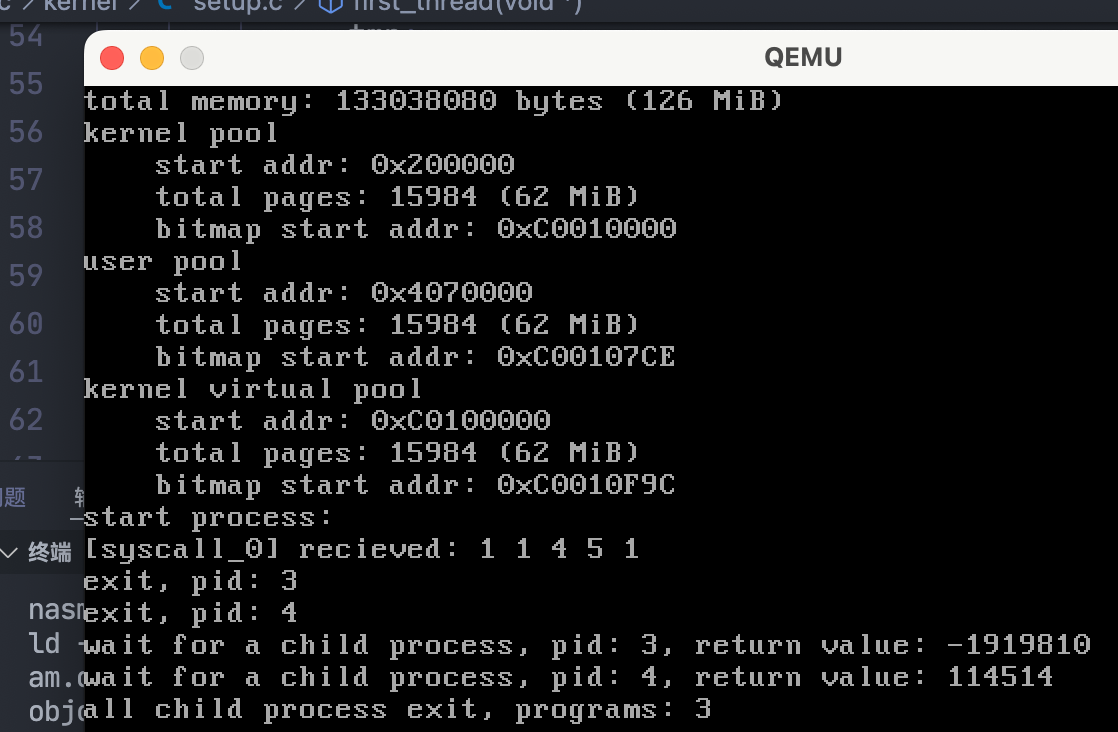 kernel setup.c first_thread(void *)
54
QEMU
55
total memory: 133038080 bytes (126 MiB)
56
kernel pool
start addr: 0x200000
57
total pages: 15984 (62 MiB)
58
bitmap start addr: 0xC0010000
user pool
59
start addr: 0x4070000
60
total pages: 15984 (62 MiB)
bitmap start addr: 0xC00107CE
61
kernel virtual pool
62
start addr: 0xC0100000
total pages: 15984 (62 MiB)
bitmap start addr: 0xC0010F9C
start process:
终端
[syscall_0] recieved: 1 1 4 5 1
exit, pid: 3
exit, pid: 4
ld
wait for a child process, pid: 3, return value: -1919810
wait for a child process, pid: 4, return value: 114514
all child process exit, programs: 3